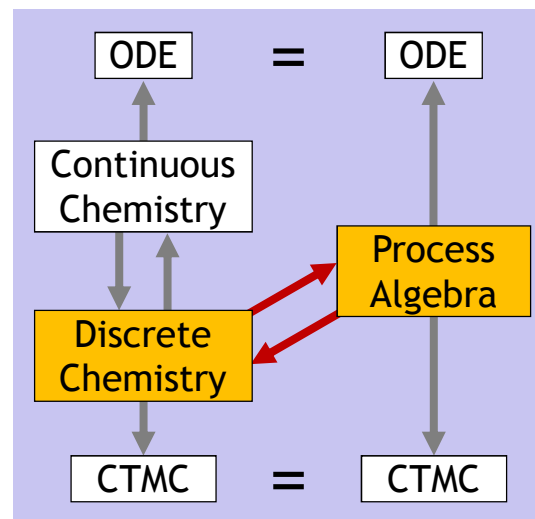 ODE = ODE
Continuous
Chemistry
Process
Algebra
Discrete
Chemistry
CTMC = CTMC